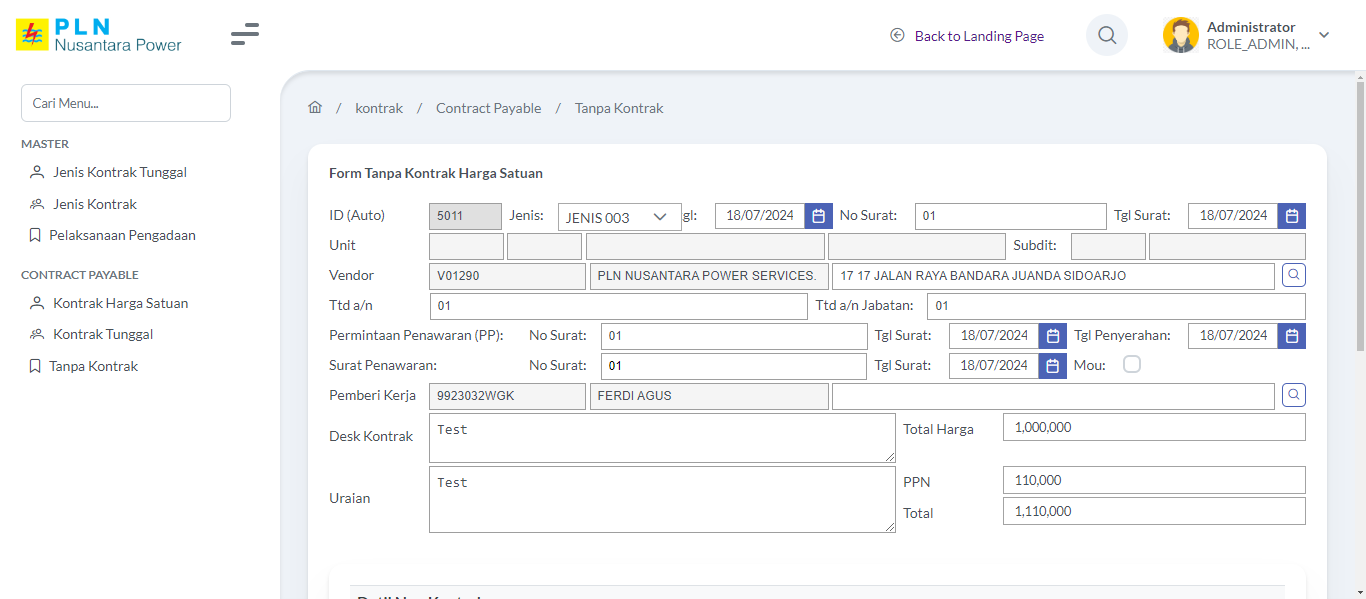 PLN
Nusantara Power
Back to Landing Page
Administrator
ROLE_ADMIN, ...
Cari Menu...
MASTER
Jenis Kontrak Tunggal
Jenis Kontrak
Pelaksanaan Pengadaan
CONTRACT PAYABLE
Kontrak Harga Satuan
Kontrak Tunggal
Tanpa Kontrak
/ kontrak / Contract Payable / Tanpa Kontrak
Form Tanpa Kontrak Harga Satuan
ID (Auto) 5011 Jenis: JENIS 003 gl: 18/07/2024 No Surat: 01 Tgl Surat: 18/07/2024
Unit Subdit:
Vendor V01290 PLN NUSANTARA POWER SERVICES. 17 17 JALAN RAYA BANDARA JUANDA SIDOARJO
Ttd a/n 01 Ttd a/n Jabatan: 01
Permintaan Penawaran (PP): No Surat: 01 Tgl Surat: 18/07/2024 Tgl Penyerahan: 18/07/2024
Surat Penawaran: No Surat: 01 Tgl Surat: 18/07/2024 Mou:
Pemberi Kerja 9923032WGK FERDI AGUS
Desk Kontrak Test Total Harga 1,000,000
Uraian Test PPN 110,000
Total 1,110,000